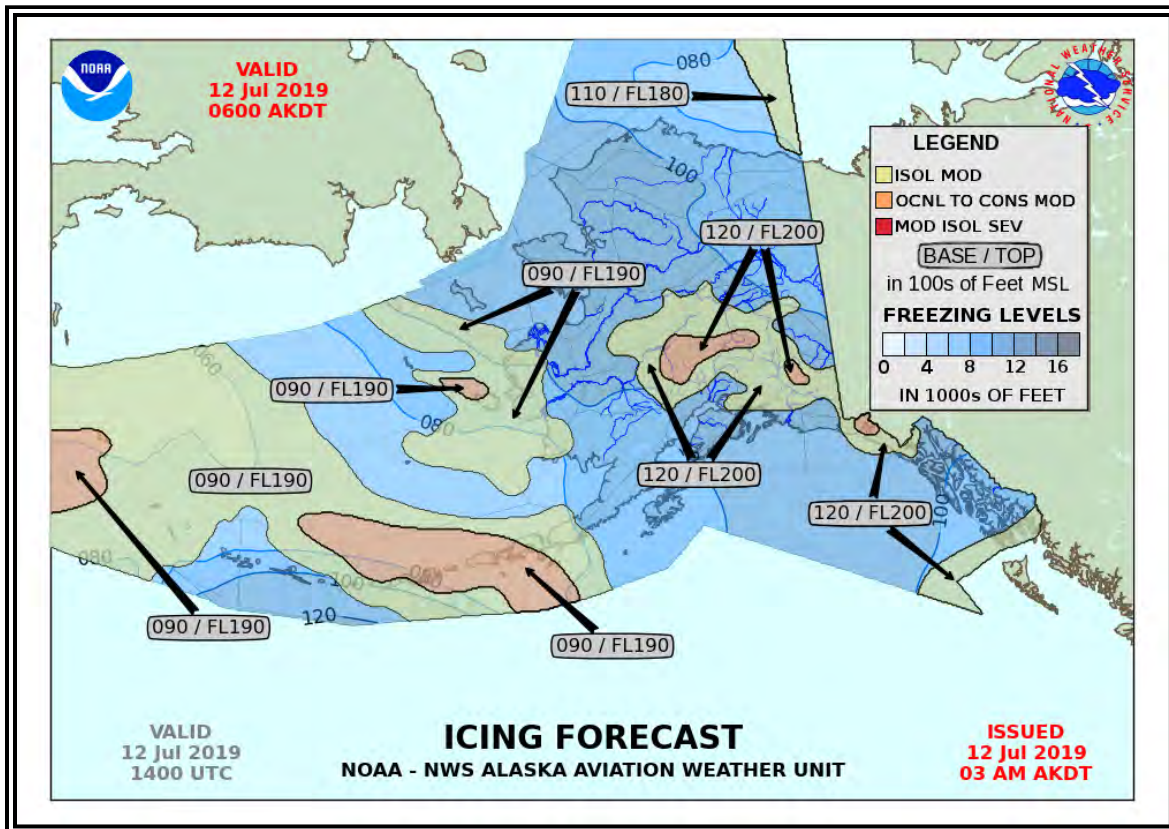 NOAA
VALID
12 Jul 2019
0600 AKDT
NATIONAL WEATHER SERVICE
080
110 / FL180
100
LEGEND
ISOL MOD
OCNL TO CONS MOD
MOD ISOL SEV
BASE / TOP
in 100s of Feet MSL
FREEZING LEVELS
0 4 8 12 16
IN 1000s OF FEET
120 / FL200
090 / FL190
060
090 / FL190
080
120 / FL200
090 / FL190
120 / FL200
100
080
100
080
120
090 / FL190
090 / FL190
VALID
12 Jul 2019
1400 UTC
ICING FORECAST
NOAA - NWS ALASKA AVIATION WEATHER UNIT
ISSUED
12 Jul 2019
03 AM AKDT